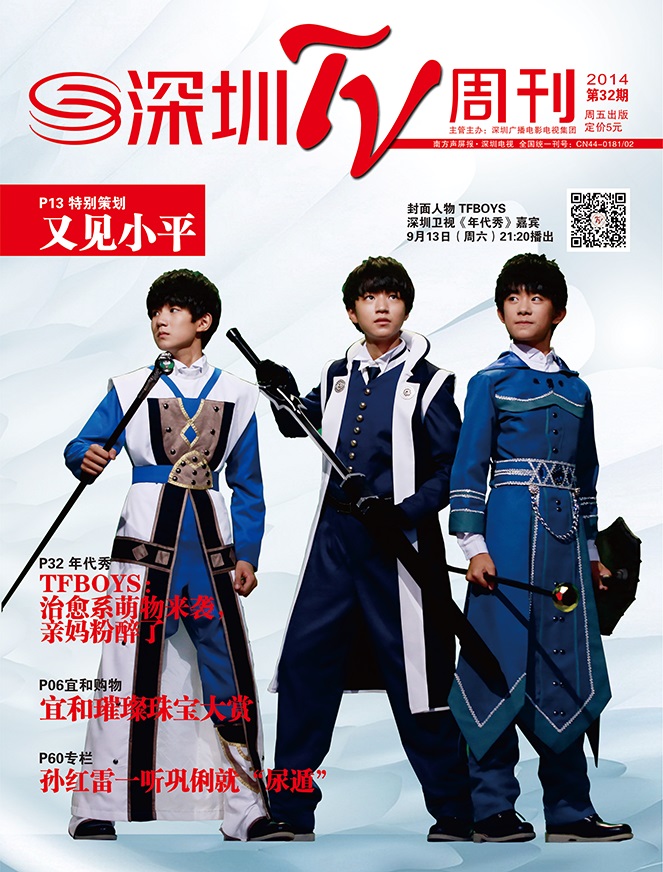 深圳TV周刊
2014
第32期
周五出版
定价5元
主管主办：深圳广播电影电视集团
南方声屏报·深圳电视 全国统一刊号：CN44-0181/02
P13 特别策划
又见小平
封面人物 TFBOYS
深圳卫视《年代秀》嘉宾
9月13日（周六）21:20播出
P32 年代秀
TFBOYS：
治愈系萌物来袭，
亲妈粉醉了
P06宜和购物
宜和璀璨珠宝大赏
P60专栏
孙红雷一听巩俐就“尿遁”